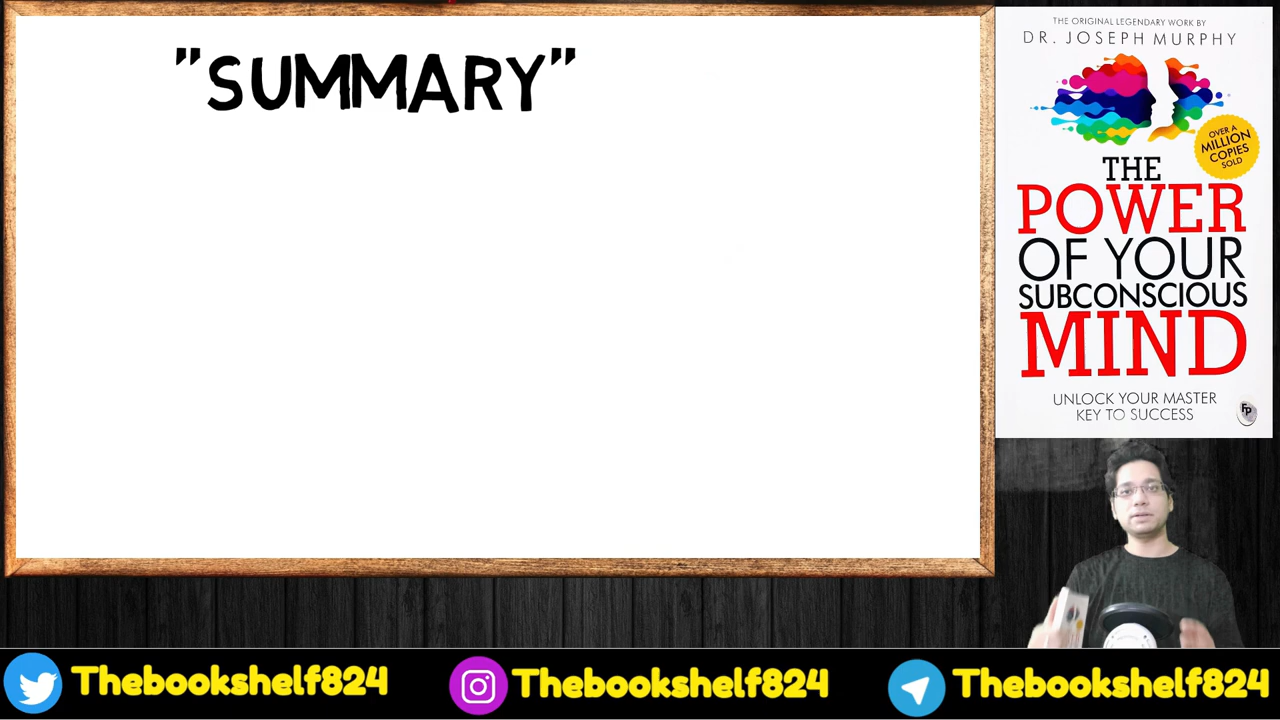 "SUMMARY"
THE ORIGINAL LEGENDARY WORK BY
DR. JOSEPH MURPHY
OVER A
MILLION
COPIES
SOLD
THE
POWER
OF YOUR
SUBCONSCIOUS
MIND
UNLOCK YOUR MASTER
KEY TO SUCCESS
FP
Thebookshelf824
Thebookshelf824
Thebookshelf824